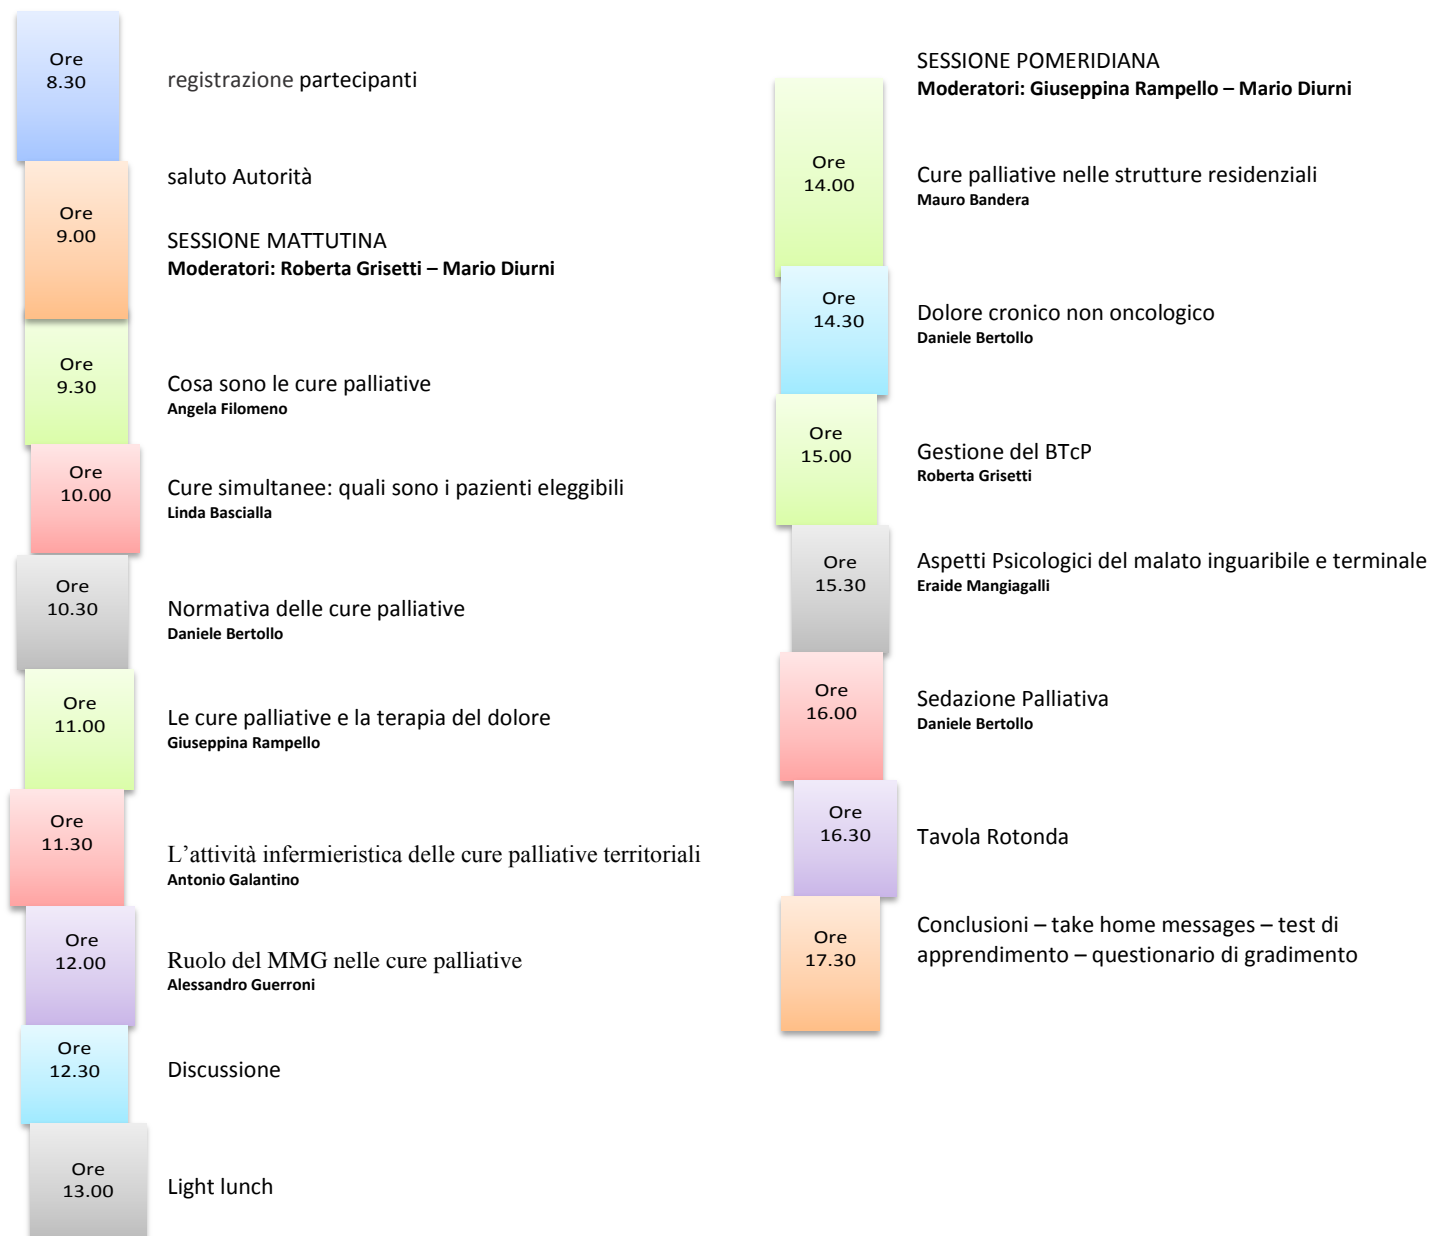 Ore
8.30
registrazione partecipanti
Ore
9.00
saluto Autorità
SESSIONE MATTUTINA
Moderatori: Roberta Grisetti – Mario Diurni
Ore
9.30
Cosa sono le cure palliative
Angela Filomeno
Ore
10.00
Cure simultanee: quali sono i pazienti eleggibili
Linda Bascialla
Ore
10.30
Normativa delle cure palliative
Daniele Bertollo
Ore
11.00
Le cure palliative e la terapia del dolore
Giuseppina Rampello
Ore
11.30
L’attività infermieristica delle cure palliative territoriali
Antonio Galantino
Ore
12.00
Ruolo del MMG nelle cure palliative
Alessandro Guerroni
Ore
12.30
Discussione
Ore
13.00
Light lunch
SESSIONE POMERIDIANA
Moderatori: Giuseppina Rampello – Mario Diurni
Ore
14.00
Cure palliative nelle strutture residenziali
Mauro Bandera
Ore
14.30
Dolore cronico non oncologico
Daniele Bertollo
Ore
15.00
Gestione del BTcP
Roberta Grisetti
Ore
15.30
Aspetti Psicologici del malato inguaribile e terminale
Eraide Mangiagalli
Ore
16.00
Sedazione Palliativa
Daniele Bertollo
Ore
16.30
Tavola Rotonda
Ore
17.30
Conclusioni – take home messages – test di
apprendimento – questionario di gradimento